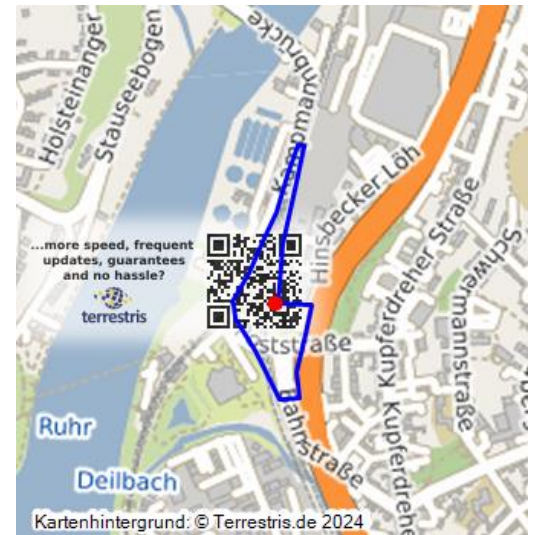 Holsteinanger
Stauseebogen
Kampmannbrücke
Hinsbecker Löh
Kupferdreher Straße
Schwermannstraße
...more speed, frequent
updates, guarantees
and no hassle?
terrestris
Bahnstraße
Ruhr
Deilbach
Kartenhintergrund: © Terrestris.de 2024